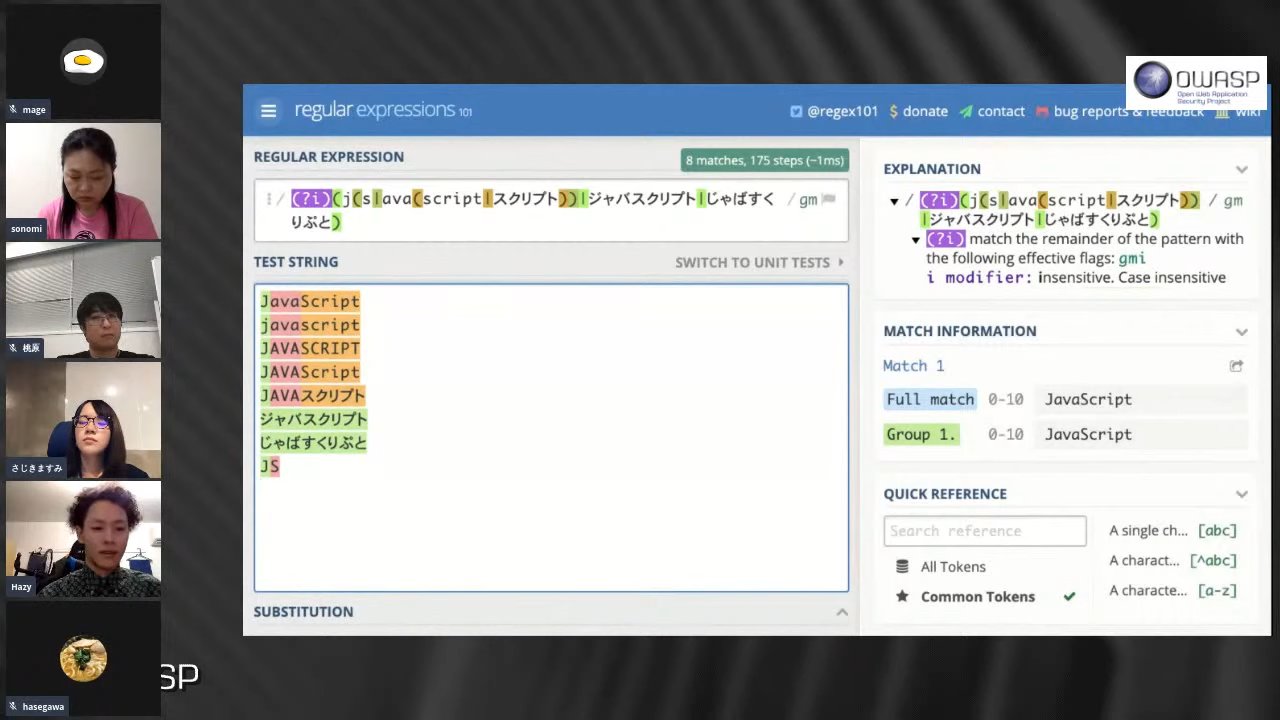 mage
sonomi
桃原
さじきますみ
Hazy
hasegawa
SP
OWASP
Open Web Application
Security Project
regular expressions 101
@regex101
$ donate
contact
bug reports & feedback
wiki
REGULAR EXPRESSION
8 matches, 175 steps (~1ms)
/ (?i)(j(s|ava(script|スクリプト))|ジャバスクリプト|じゃばすく / gm
りぷと)
TEST STRING
SWITCH TO UNIT TESTS
JavaScript
javascript
JAVASCRIPT
JAVAScript
JAVAスクリプト
ジャバスクリプト
じゃばすくりぶと
JS
SUBSTITUTION
EXPLANATION
/ (?i)(j(s|ava(script|スクリプト)) / gm
|ジャバスクリプト|じゃばすくりぷと)
(?i) match the remainder of the pattern with
the following effective flags: gmi
i modifier: insensitive. Case insensitive
MATCH INFORMATION
Match 1
Full match 0-10 JavaScript
Group 1. 0-10 JavaScript
QUICK REFERENCE
Search reference
All Tokens
Common Tokens
A single ch... [abc]
A charact... [^abc]
A characte... [a-z]